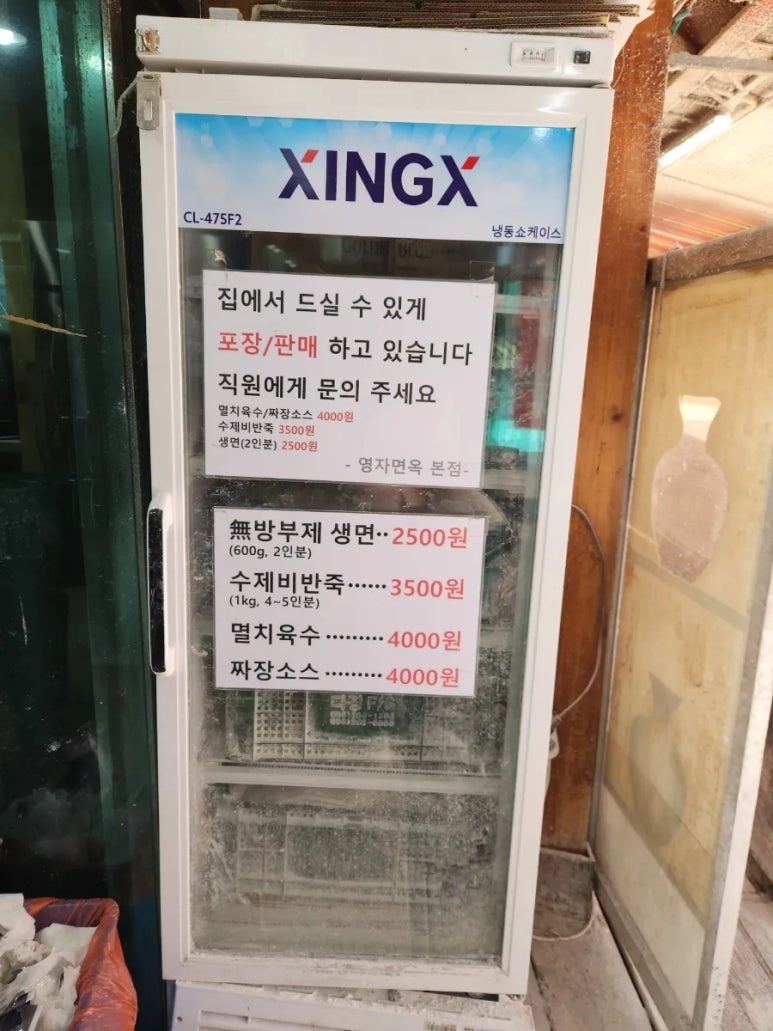 XINGX
CL-475F2
냉동쇼케이스
집에서 드실 수 있게
포장/판매 하고 있습니다
직원에게 문의 주세요
멸치육수/짜장소스 4000원
수제비반죽 3500원
생면(2인분) 2500원
- 영자면옥 본점-
無방부제 생면··2500원
(600g, 2인분)
수제비반죽······3500원
(1kg, 4~5인분)
멸치육수·········4000원
짜장소스·········4000원